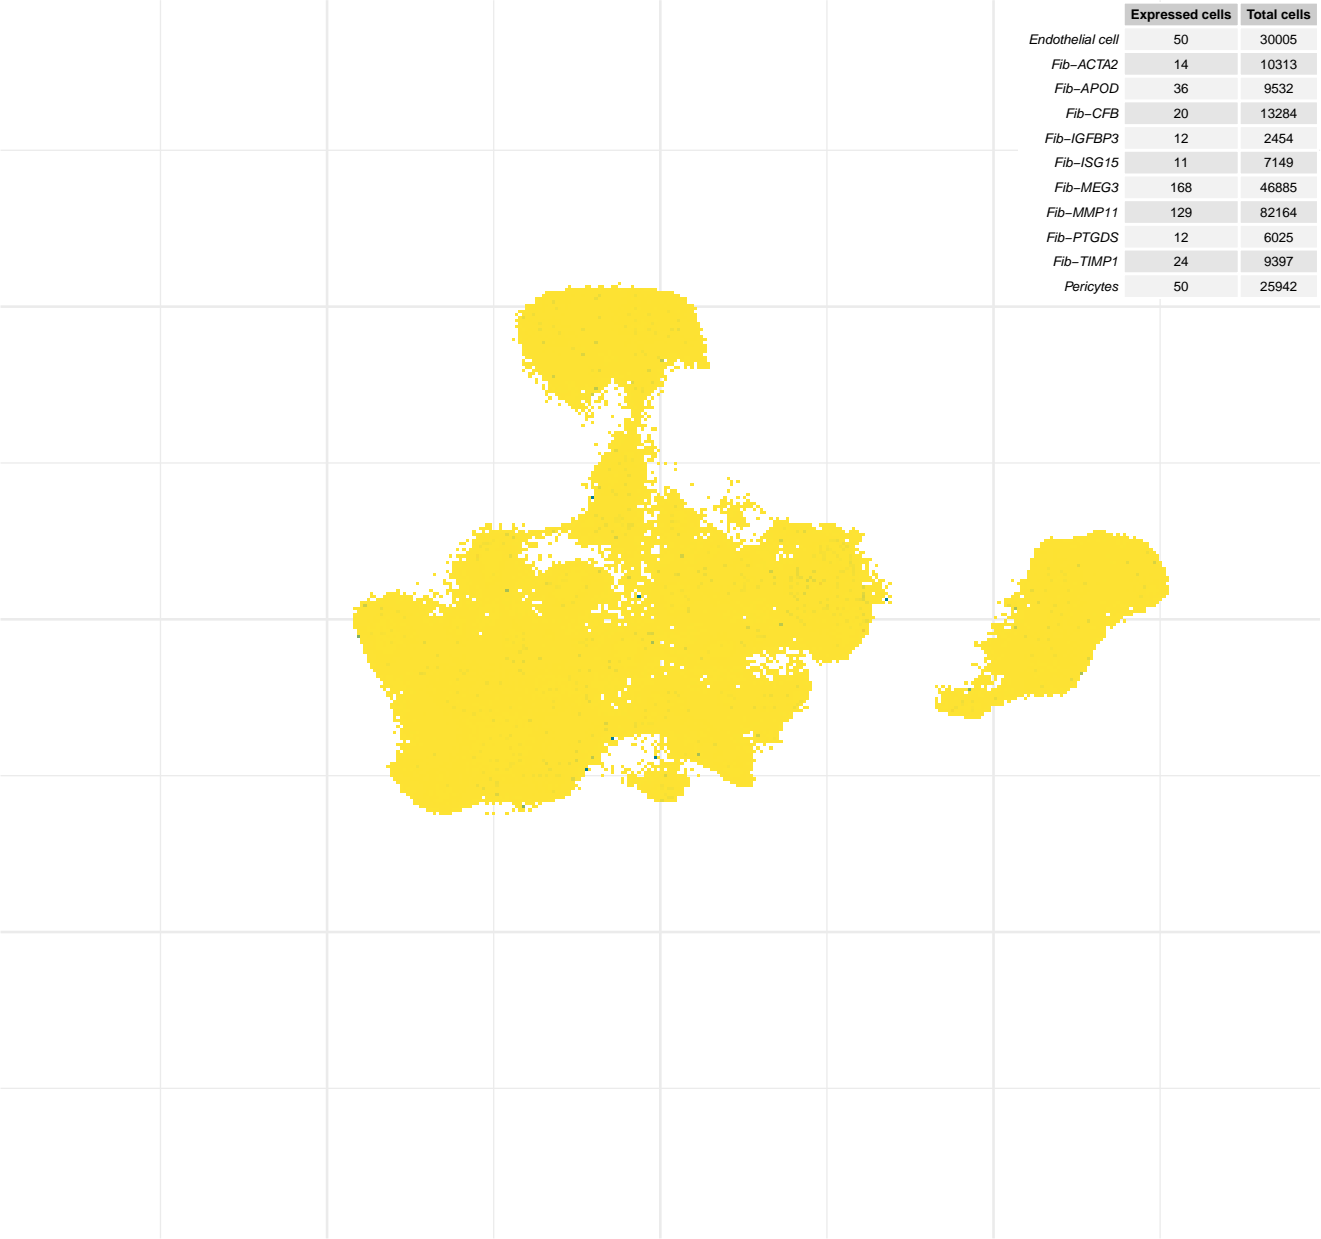 Expressed cells Total cells
Endothelial cell 50 30005
Fib−ACTA2 14 10313
Fib−APOD 36 9532
Fib−CFB 20 13284
Fib−IGFBP3 12 2454
Fib−ISG15 11 7149
Fib−MEG3 168 46885
Fib−MMP11 129 82164
Fib−PTGDS 12 6025
Fib−TIMP1 24 9397
Pericytes 50 25942